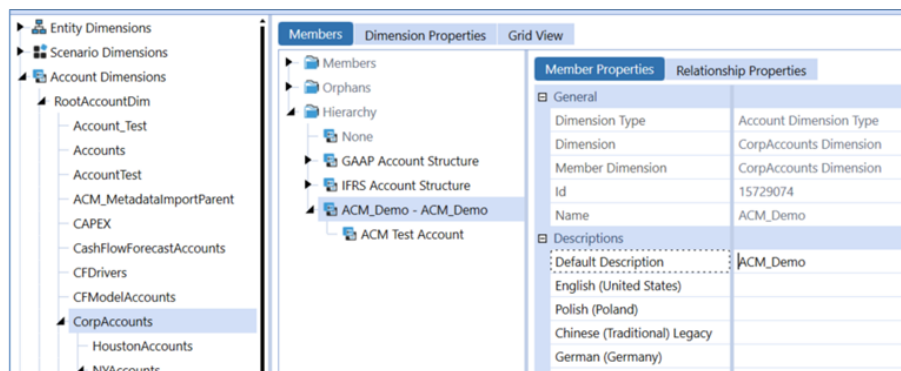 Entity Dimensions
Scenario Dimensions
Account Dimensions
RootAccountDim
Account_Test
Accounts
AccountTest
ACM_MetadataImportParent
CAPEX
CashFlowForecastAccounts
CFDrivers
CFModelAccounts
CorpAccounts
HoustonAccounts
NYAccounts
Members Dimension Properties Grid View
Members
Orphans
Hierarchy
None
GAAP Account Structure
IFRS Account Structure
ACM_Demo - ACM_Demo
ACM Test Account
Member Properties Relationship Properties
General
Dimension Type Account Dimension Type
Dimension CorpAccounts Dimension
Member Dimension CorpAccounts Dimension
Id 15729074
Name ACM_Demo
Descriptions
Default Description ACM_Demo
English (United States)
Polish (Poland)
Chinese (Traditional) Legacy
German (Germany)